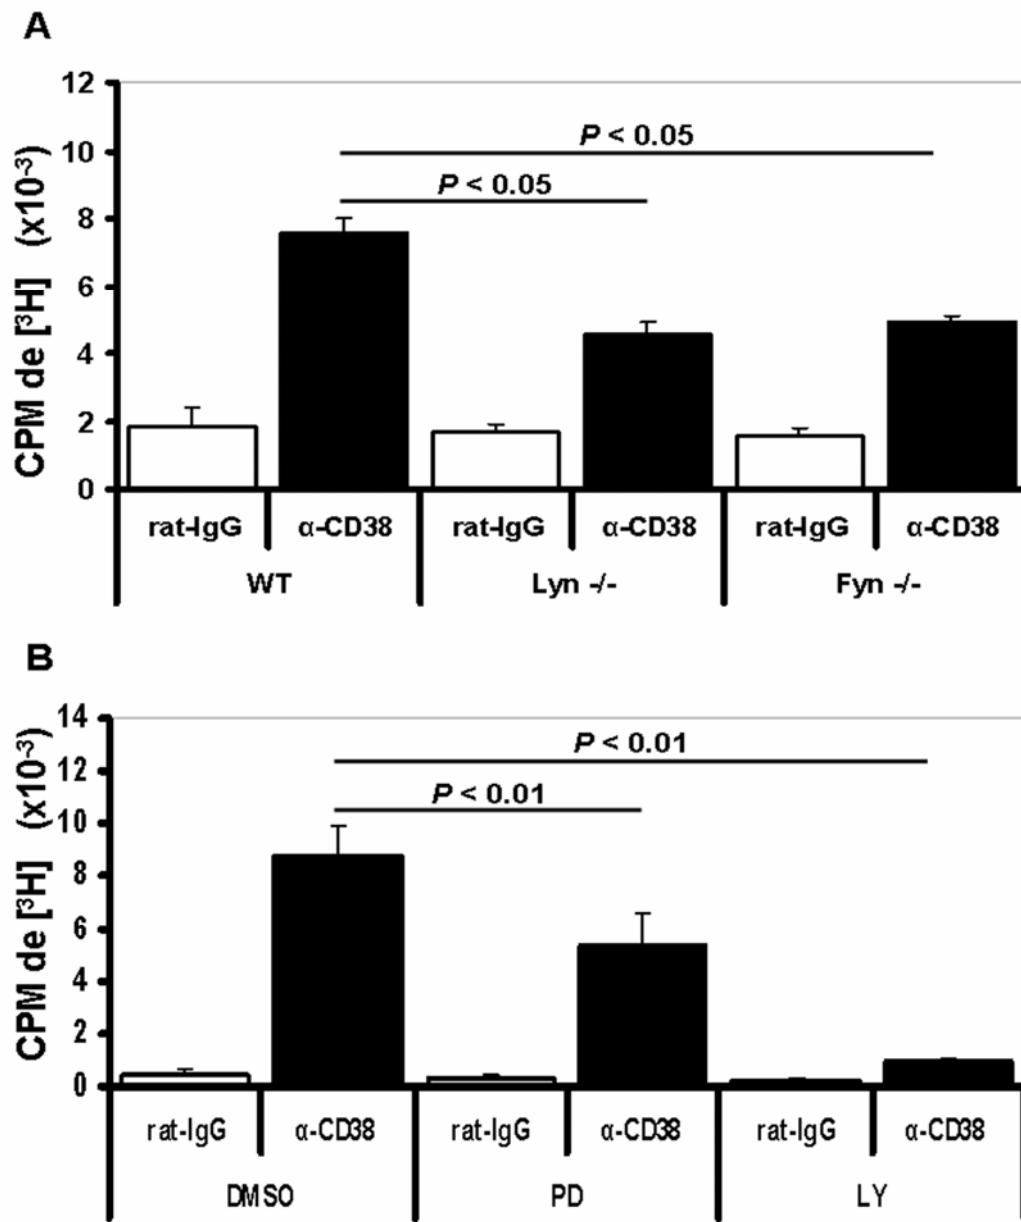 A
CPM de [³H] (x10⁻³)
12
10
8
6
4
2
0
P < 0.05
P < 0.05
rat-IgG α-CD38 rat-IgG α-CD38 rat-IgG α-CD38
WT Lyn -/- Fyn -/-
B
CPM de [³H] (x10⁻³)
14
12
10
8
6
4
2
0
P < 0.01
P < 0.01
rat-IgG α-CD38 rat-IgG α-CD38 rat-IgG α-CD38
DMSO PD LY